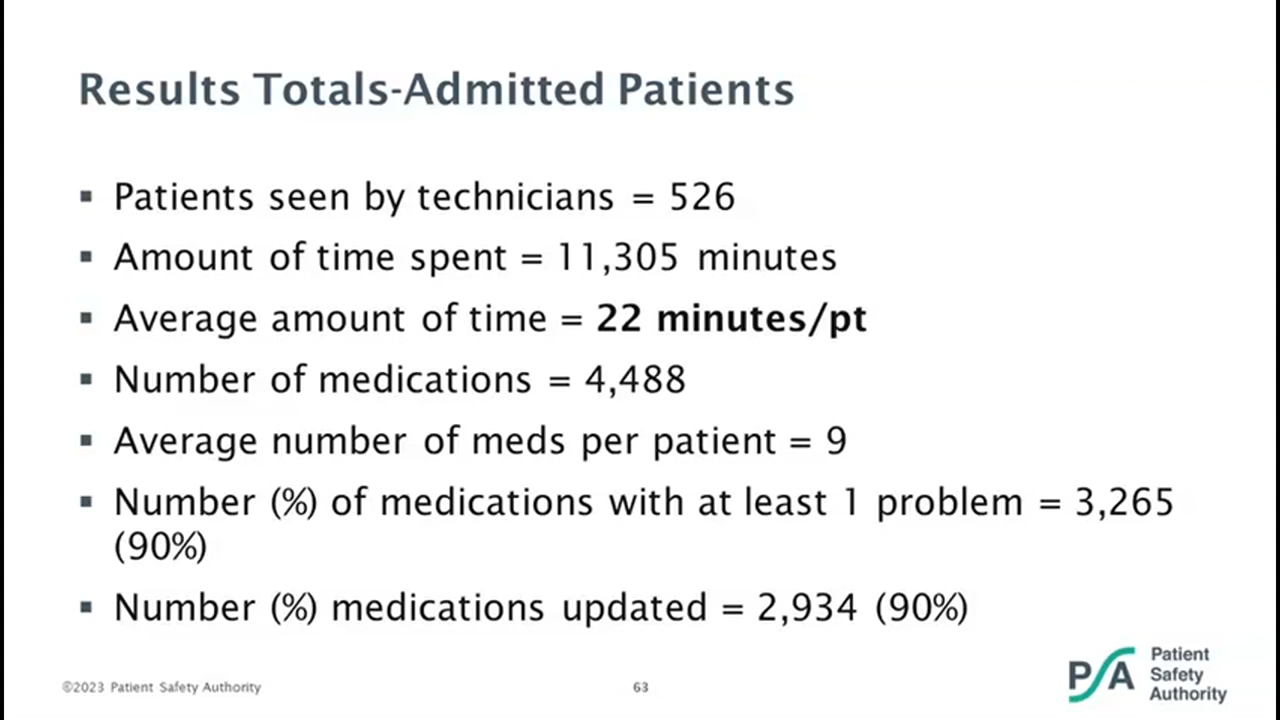 Results Totals-Admitted Patients
▪ Patients seen by technicians = 526
▪ Amount of time spent = 11,305 minutes
▪ Average amount of time = 22 minutes/pt
▪ Number of medications = 4,488
▪ Average number of meds per patient = 9
▪ Number (%) of medications with at least 1 problem = 3,265
(90%)
▪ Number (%) medications updated = 2,934 (90%)
©2023 Patient Safety Authority
63
PSA
Patient
Safety
Authority